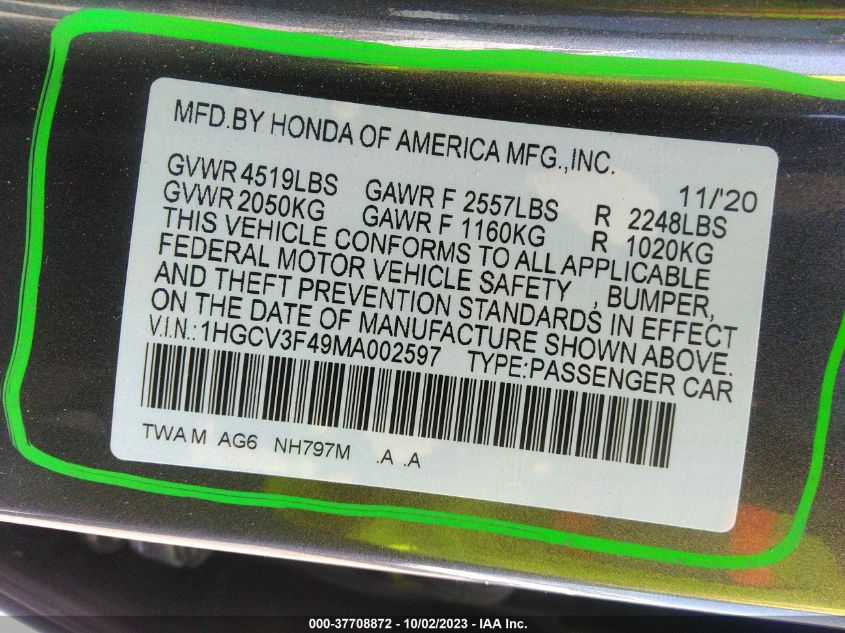 MFD.BY HONDA OF AMERICA MFG.,INC.
11/'20
GVWR 4519LBS GAWR F 2557LBS R 2248LBS
GVWR 2050KG GAWR F 1160KG R 1020KG
THIS VEHICLE CONFORMS TO ALL APPLICABLE
FEDERAL MOTOR VEHICLE SAFETY , BUMPER,
AND THEFT PREVENTION STANDARDS IN EFFECT
ON THE DATE OF MANUFACTURE SHOWN ABOVE.
V.I.N.:1HGCV3F49MA002597 TYPE:PASSENGER CAR
TWA M AG6 NH797M .A .A
000-37708872 - 10/02/2023 - IAA Inc.